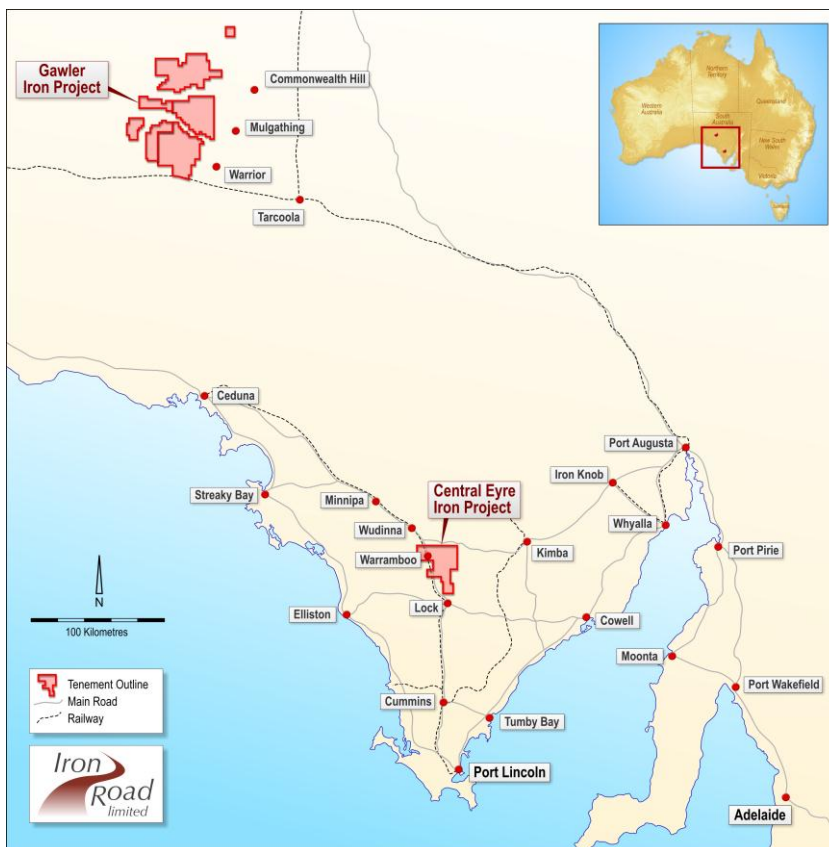 Gawler
Iron Project
Commonwealth Hill
Mulgathing
Warrior
Tarcoola
Northern
Territory
Queensland
Western
Australia
South
Australia
New South
Wales
Victoria
Ceduna
Port Augusta
Streaky Bay
Minnipa
Iron Knob
Central Eyre
Iron Project
Wudinna
Whyalla
Warramboo
Kimba
Port Pirie
N
100 Kilometres
Elliston
Lock
Cowell
Moonta
Tenement Outline
Main Road
Railway
Cummins
Tumby Bay
Port Wakefield
Iron
Road
limited
Port Lincoln
Adelaide